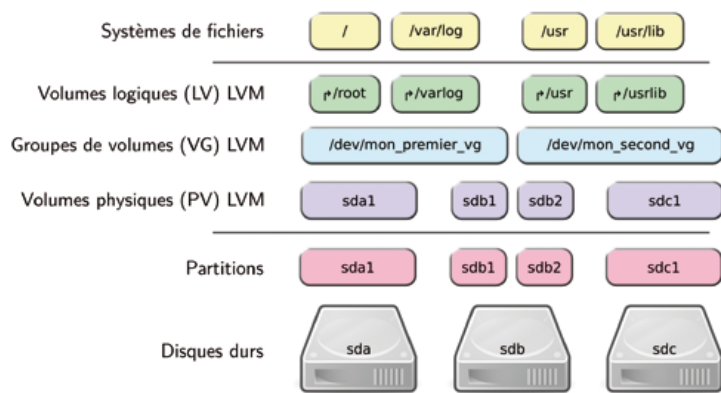 Systèmes de fichiers / /var/log /usr /usr/lib
Volumes logiques (LV) LVM ↱/root ↱/varlog ↱/usr ↱/usrlib
Groupes de volumes (VG) LVM /dev/mon_premier_vg /dev/mon_second_vg
Volumes physiques (PV) LVM sda1 sdb1 sdb2 sdc1
Partitions sda1 sdb1 sdb2 sdc1
Disques durs sda sdb sdc